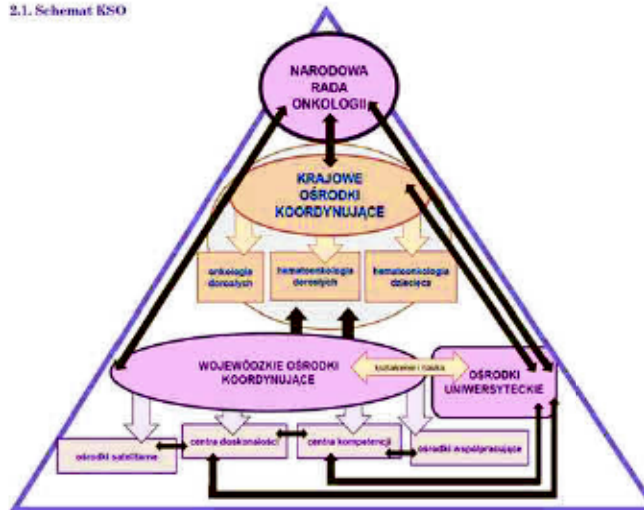 2.1. Schemat KSO
NARODOWA
RADA
ONKOLOGII
KRAJOWE
OŚRODKI
KOORDYNUJĄCE
onkologia
dorosłych
hematoonkologia
dorosłych
hematoonkologia
dziecięca
WOJEWÓDZKIE OŚRODKI
KOORDYNUJĄCE
kształcenie i nauka
OŚRODKI
UNIWERSYTECKIE
ośrodki satelitarne
centra doskonałości
centra kompetencji
ośrodki współpracujące